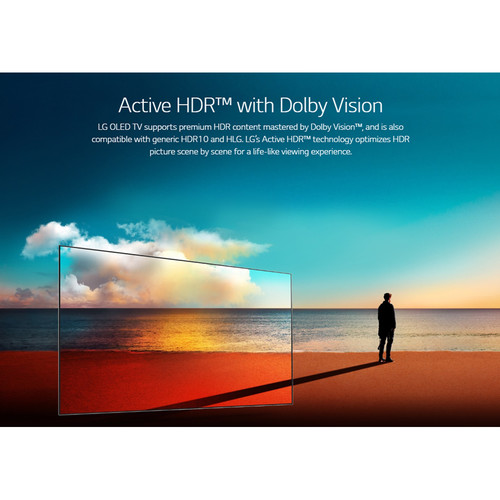 Active HDR™ with Dolby Vision
LG OLED TV supports premium HDR content mastered by Dolby Vision™, and is also
compatible with generic HDR10 and HLG. LG's Active HDR™ technology optimizes HDR
picture scene by scene for a life-like viewing experience.